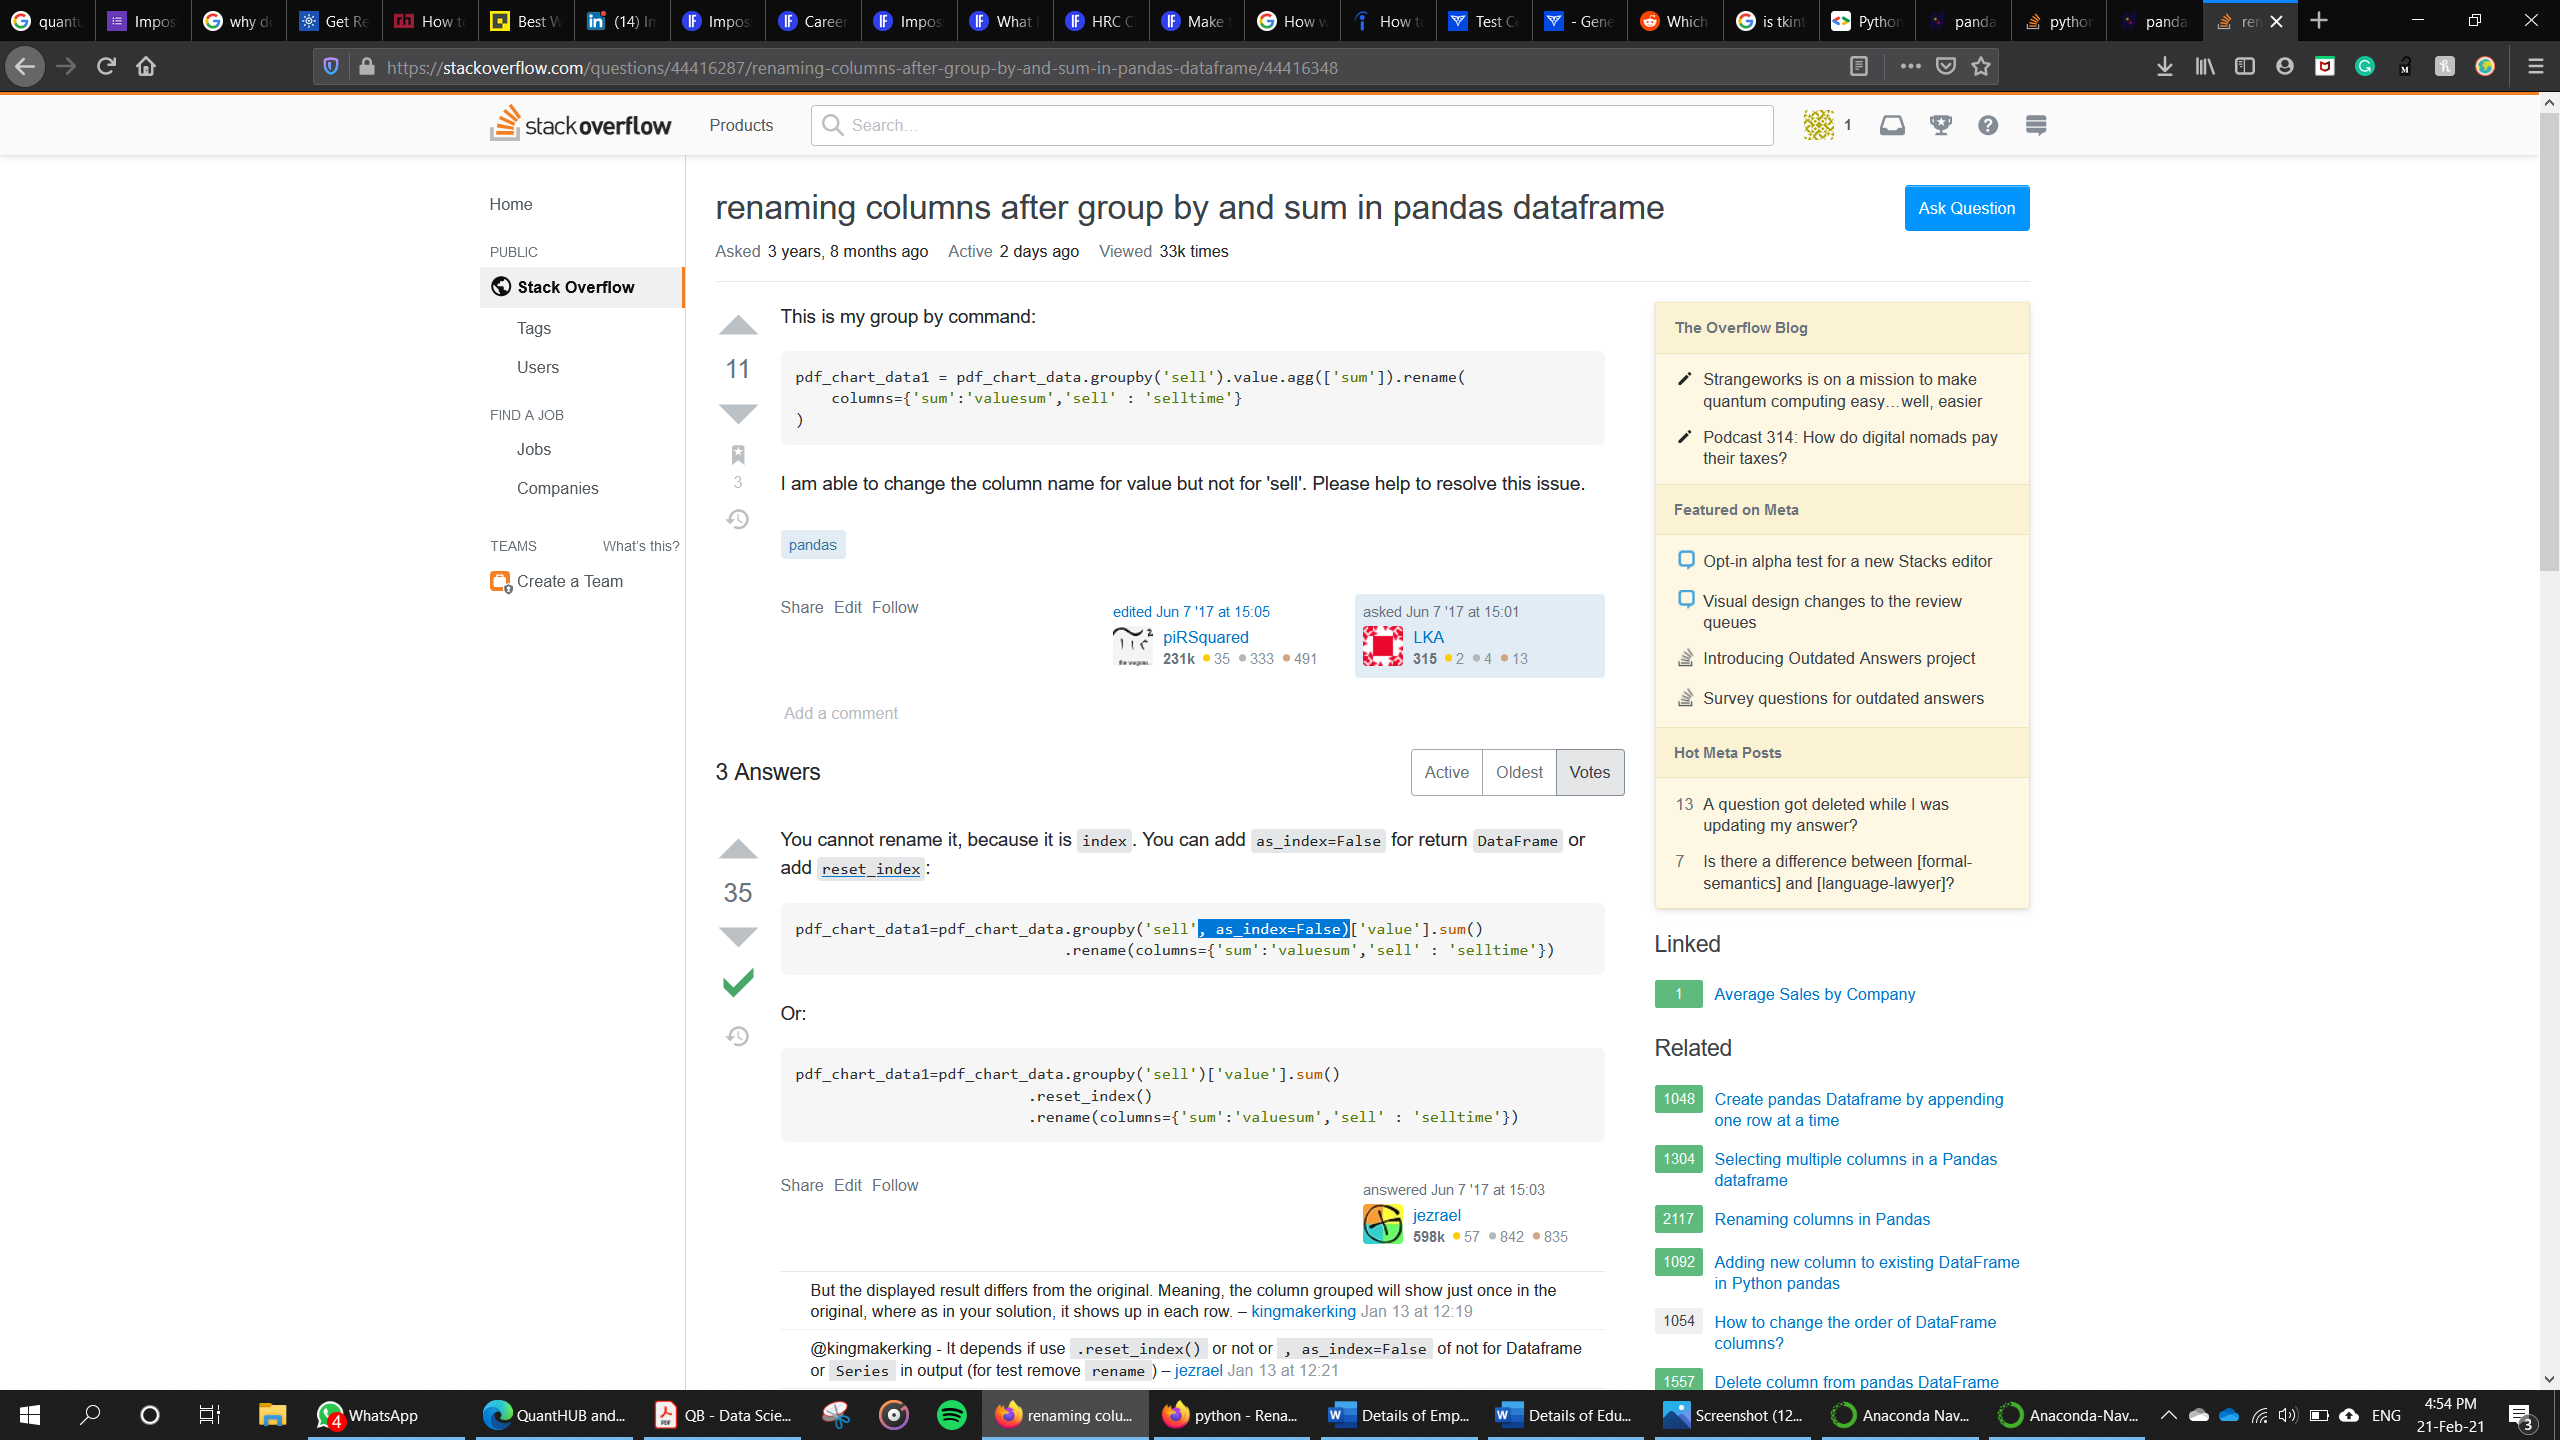 quantu
Impos
why do
Get Re
How to
Best W
(14) In
Impos
Career
Impos
What I
HRC C
Make t
How w
How to
Test Co
- Gene
Which
is tkint
Python
panda
python
panda
ren
https://stackoverflow.com/questions/44416287/renaming-columns-after-group-by-and-sum-in-pandas-dataframe/44416348
stackoverflow
Products
Search...
1
Home
PUBLIC
Stack Overflow
Tags
Users
FIND A JOB
Jobs
Companies
TEAMS
What's this?
Create a Team
renaming columns after group by and sum in pandas dataframe
Ask Question
Asked 3 years, 8 months ago Active 2 days ago Viewed 33k times
11
3
This is my group by command:
pdf_chart_data1 = pdf_chart_data.groupby('sell').value.agg(['sum']).rename(
columns={'sum':'valuesum','sell' : 'selltime'}
)
I am able to change the column name for value but not for 'sell'. Please help to resolve this issue.
pandas
Share Edit Follow
edited Jun 7 '17 at 15:05
piRSquared
231k 35 333 491
asked Jun 7 '17 at 15:01
LKA
315 2 4 13
Add a comment
3 Answers
Active
Oldest
Votes
35
You cannot rename it, because it is index. You can add as_index=False for return DataFrame or
add reset_index:
pdf_chart_data1=pdf_chart_data.groupby('sell', as_index=False)['value'].sum()
.rename(columns={'sum':'valuesum','sell' : 'selltime'})
Or:
pdf_chart_data1=pdf_chart_data.groupby('sell')['value'].sum()
.reset_index()
.rename(columns={'sum':'valuesum','sell' : 'selltime'})
Share Edit Follow
answered Jun 7 '17 at 15:03
jezrael
598k 57 842 835
But the displayed result differs from the original. Meaning, the column grouped will show just once in the
original, where as in your solution, it shows up in each row. – kingmakerking Jan 13 at 12:19
@kingmakerking - It depends if use .reset_index() or not or , as_index=False of not for Dataframe
or Series in output (for test remove rename) – jezrael Jan 13 at 12:21
The Overflow Blog
Strangeworks is on a mission to make
quantum computing easy…well, easier
Podcast 314: How do digital nomads pay
their taxes?
Featured on Meta
Opt-in alpha test for a new Stacks editor
Visual design changes to the review
queues
Introducing Outdated Answers project
Survey questions for outdated answers
Hot Meta Posts
13 A question got deleted while I was
updating my answer?
7 Is there a difference between [formal-
semantics] and [language-lawyer]?
Linked
1 Average Sales by Company
Related
1048 Create pandas Dataframe by appending
one row at a time
1304 Selecting multiple columns in a Pandas
dataframe
2117 Renaming columns in Pandas
1092 Adding new column to existing DataFrame
in Python pandas
1054 How to change the order of DataFrame
columns?
1557 Delete column from pandas DataFrame
4 WhatsApp
QuantHUB and...
QB - Data Scie...
renaming colu...
python - Rena...
Details of Emp...
Details of Edu...
Screenshot (12...
Anaconda Nav...
Anaconda-Nav...
ENG
4:54 PM
21-Feb-21
3